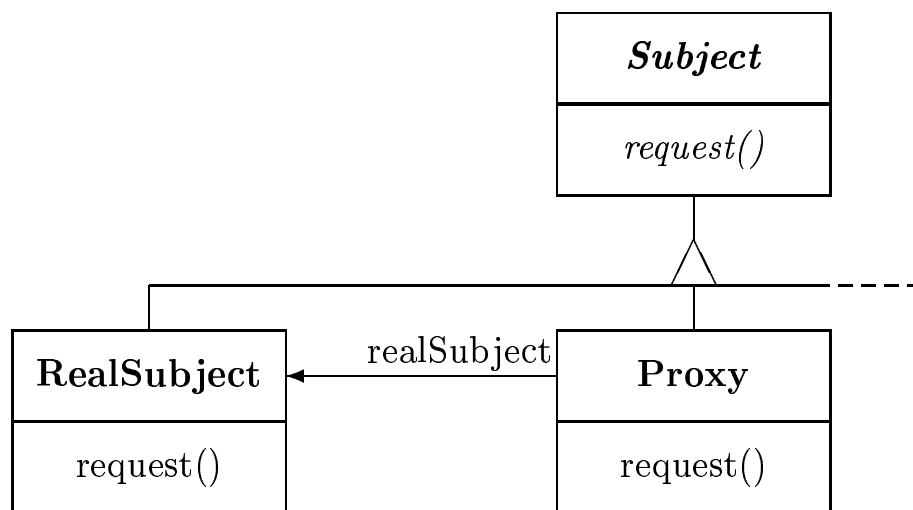 Subject
request()
realSubject
RealSubject
Proxy
request()
request()